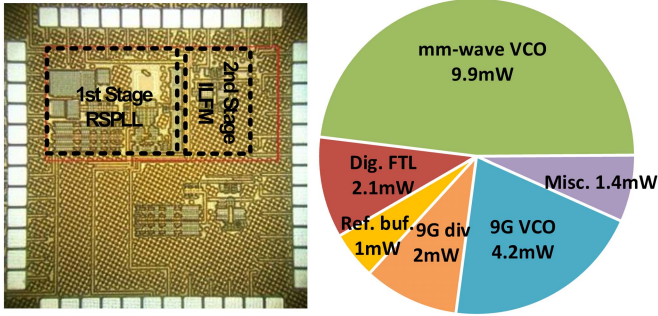 1st Stage
RSPLL
2nd Stage
ILFM
mm-wave VCO
9.9mW
Dig. FTL
2.1mW
Misc. 1.4mW
Ref. buf.
1mW
9G div
2mW
9G VCO
4.2mW